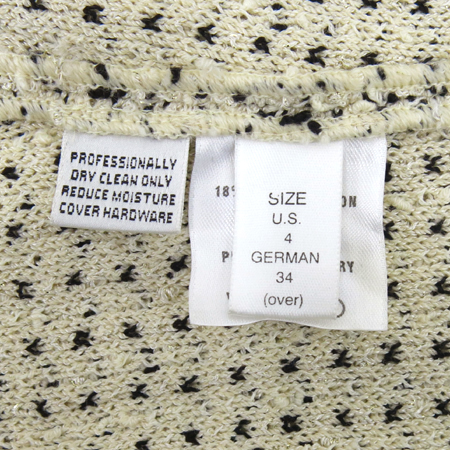 PROFESSIONALLY
DRY CLEAN ONLY
REDUCE MOISTURE
COVER HARDWARE
SIZE
U.S.
4
GERMAN
34
(over)